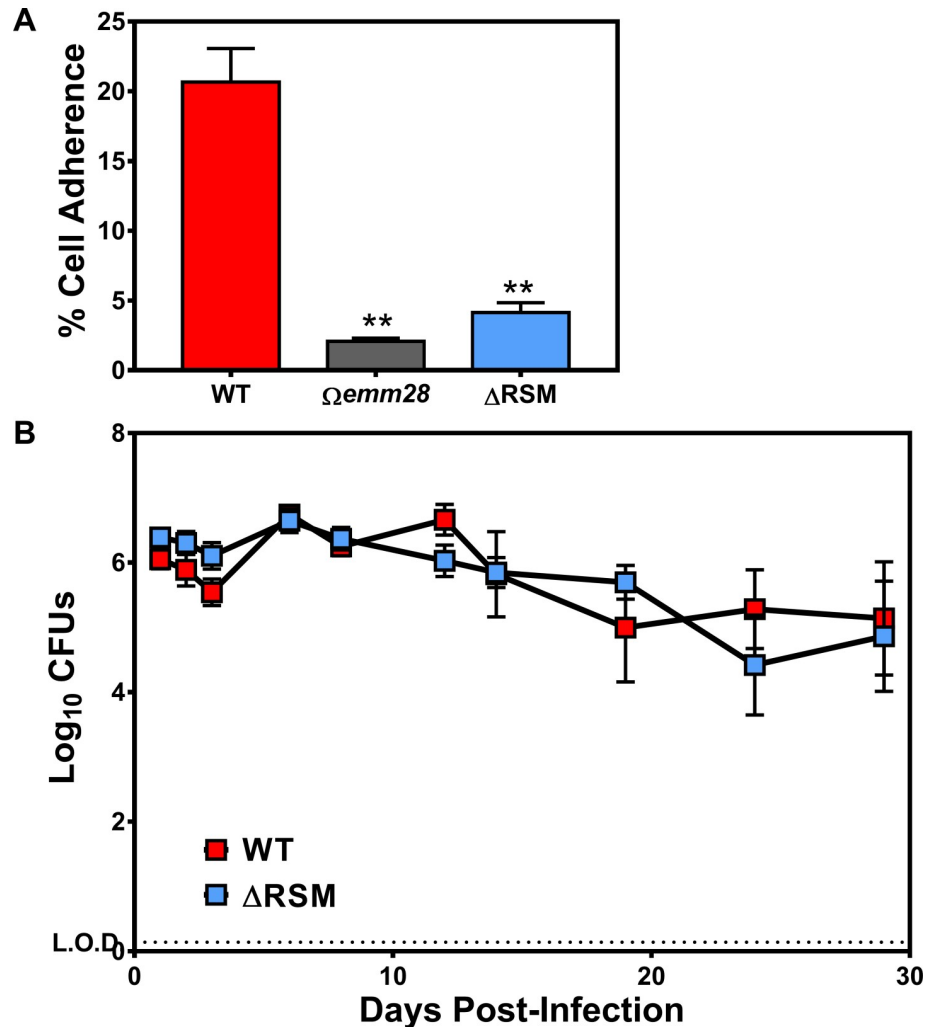 A
% Cell Adherence
25
20
15
10
5
0
**
**
WT
Ωemm28
ΔRSM
B
Log10 CFUs
8
6
4
2
0
L.O.D
WT
ΔRSM
0
10
20
30
Days Post-Infection